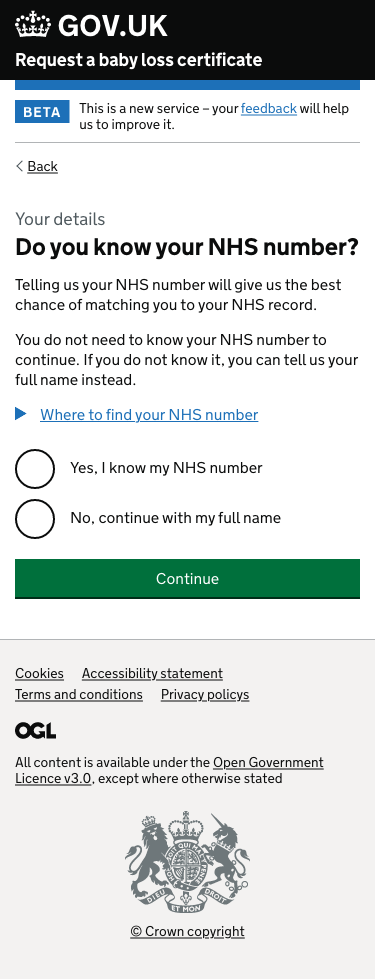 GOV.UK
Request a baby loss certificate
BETA
This is a new service – your feedback will help
us to improve it.
Back
Your details
Do you know your NHS number?
Telling us your NHS number will give us the best
chance of matching you to your NHS record.
You do not need to know your NHS number to
continue. If you do not know it, you can tell us your
full name instead.
Where to find your NHS number
Yes, I know my NHS number
No, continue with my full name
Continue
Cookies Accessibility statement
Terms and conditions Privacy policys
OGL
All content is available under the Open Government
Licence v3.0, except where otherwise stated
DIEU ET MON DROIT
© Crown copyright